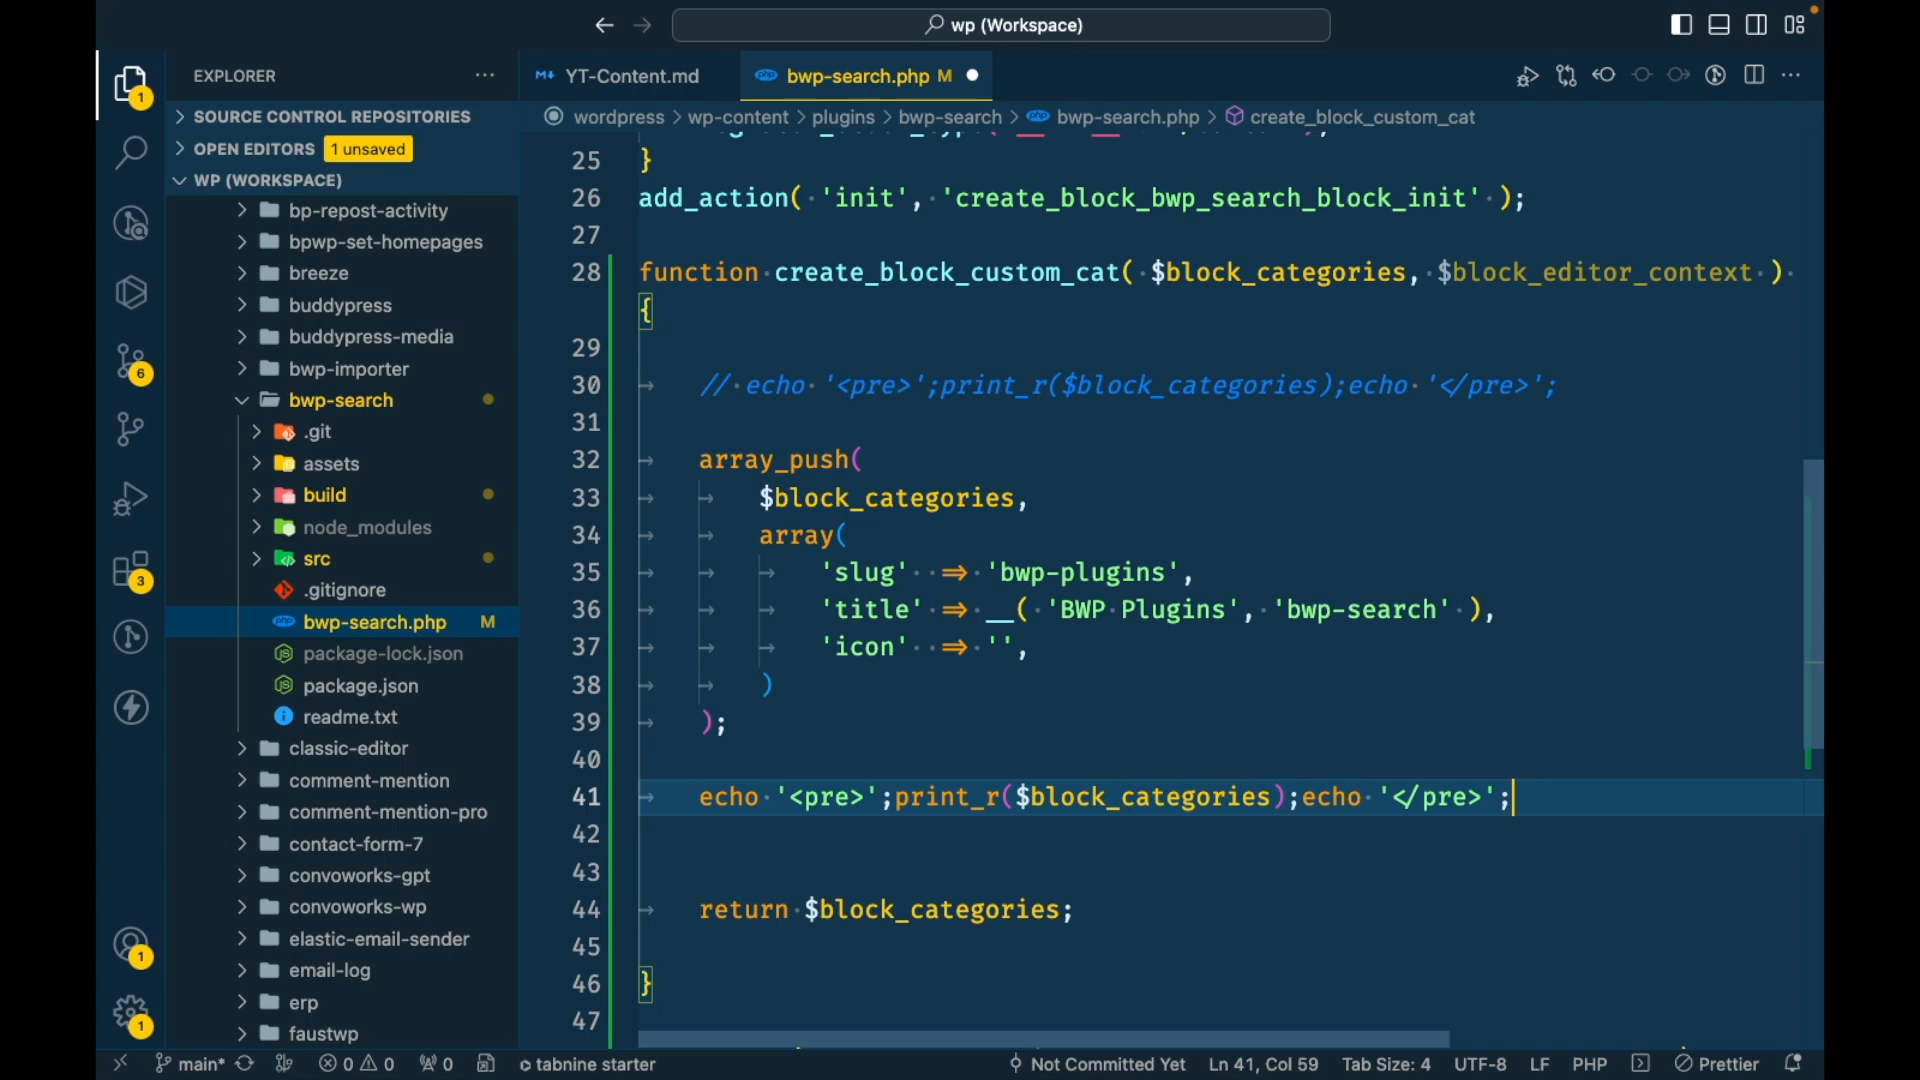 wp (Workspace)
EXPLORER
YT-Content.md
bwp-search.php M
SOURCE CONTROL REPOSITORIES
wordpress > wp-content > plugins > bwp-search > bwp-search.php > create_block_custom_cat
OPEN EDITORS 1 unsaved
WP (WORKSPACE)
bp-repost-activity
bpwp-set-homepages
breeze
buddypress
buddypress-media
bwp-importer
bwp-search
.git
assets
build
node_modules
src
.gitignore
bwp-search.php M
package-lock.json
package.json
readme.txt
classic-editor
comment-mention
comment-mention-pro
contact-form-7
convoworks-gpt
convoworks-wp
elastic-email-sender
email-log
erp
faustwp
1
6
3
1
1
25 }
26 add_action( 'init', 'create_block_bwp_search_block_init' );
27
28 function create_block_custom_cat( $block_categories, $block_editor_context )
{
29
30 // echo '<pre>';print_r($block_categories);echo '</pre>';
31
32 array_push(
33 $block_categories,
34 array(
35 'slug' => 'bwp-plugins',
36 'title' => __( 'BWP Plugins', 'bwp-search' ),
37 'icon' => '',
38 )
39 );
40
41 echo '<pre>';print_r($block_categories);echo '</pre>';
42
43
44 return $block_categories;
45
46 }
47
main* 0 0 0 tabnine starter Not Committed Yet Ln 41, Col 59 Tab Size: 4 UTF-8 LF PHP Prettier